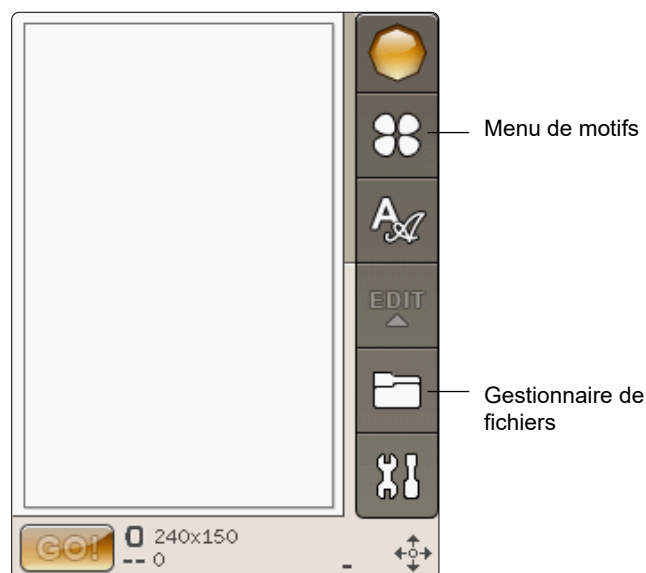 Menu de motifs
A A
EDIT
Gestionnaire de
fichiers
GO!
240x150
0